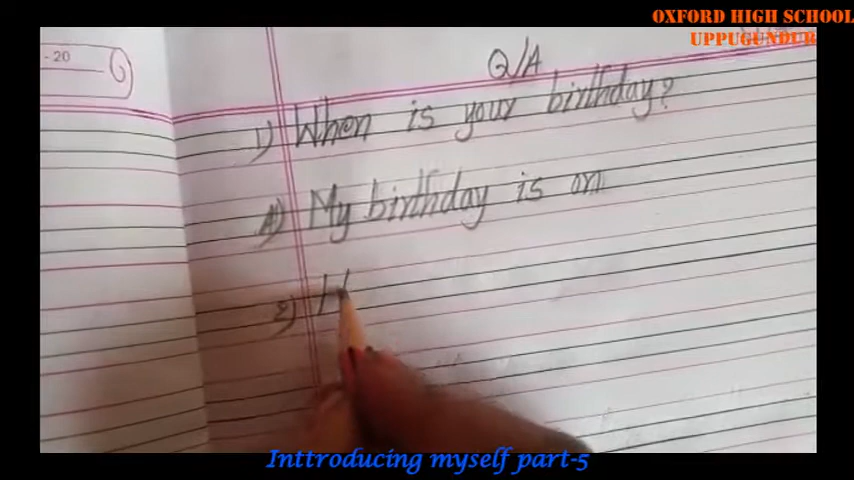 OXFORD HIGH SCHOOL
UPPUGUNDUR
- 20
Q/A
1) When is your birthday?
A) My birthday is on
2)
Inttroducing myself part-5